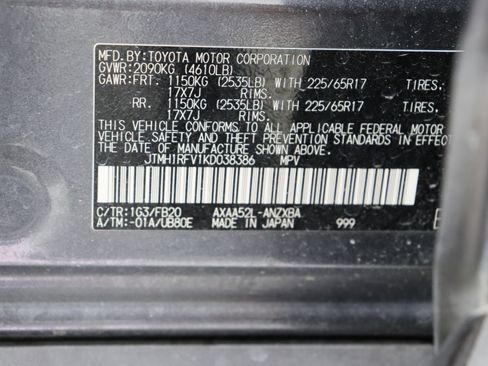 MFD.BY:TOYOTA MOTOR CORPORATION
GVWR:2090KG (4610LB)
GAWR:FRT. 1150KG (2535LB) WITH 225/65R17 TIRES,
17X7J RIMS,
RR. 1150KG (2535LB) WITH 225/65R17 TIRES,
17X7J RIMS,
THIS VEHICLE CONFORMS TO ALL APPLICABLE FEDERAL MOTOR
VEHICLE SAFETY AND THEFT PREVENTION STANDARDS IN EFFECT
THE DATE OF MANUFACTURE SHOWN ABOVE.
JTMH1RFV1KD038386 MPV
C/TR:1G3/FB20 AXAA52L-ANZXBA
A/TM:-01A/UB80E MADE IN JAPAN 999